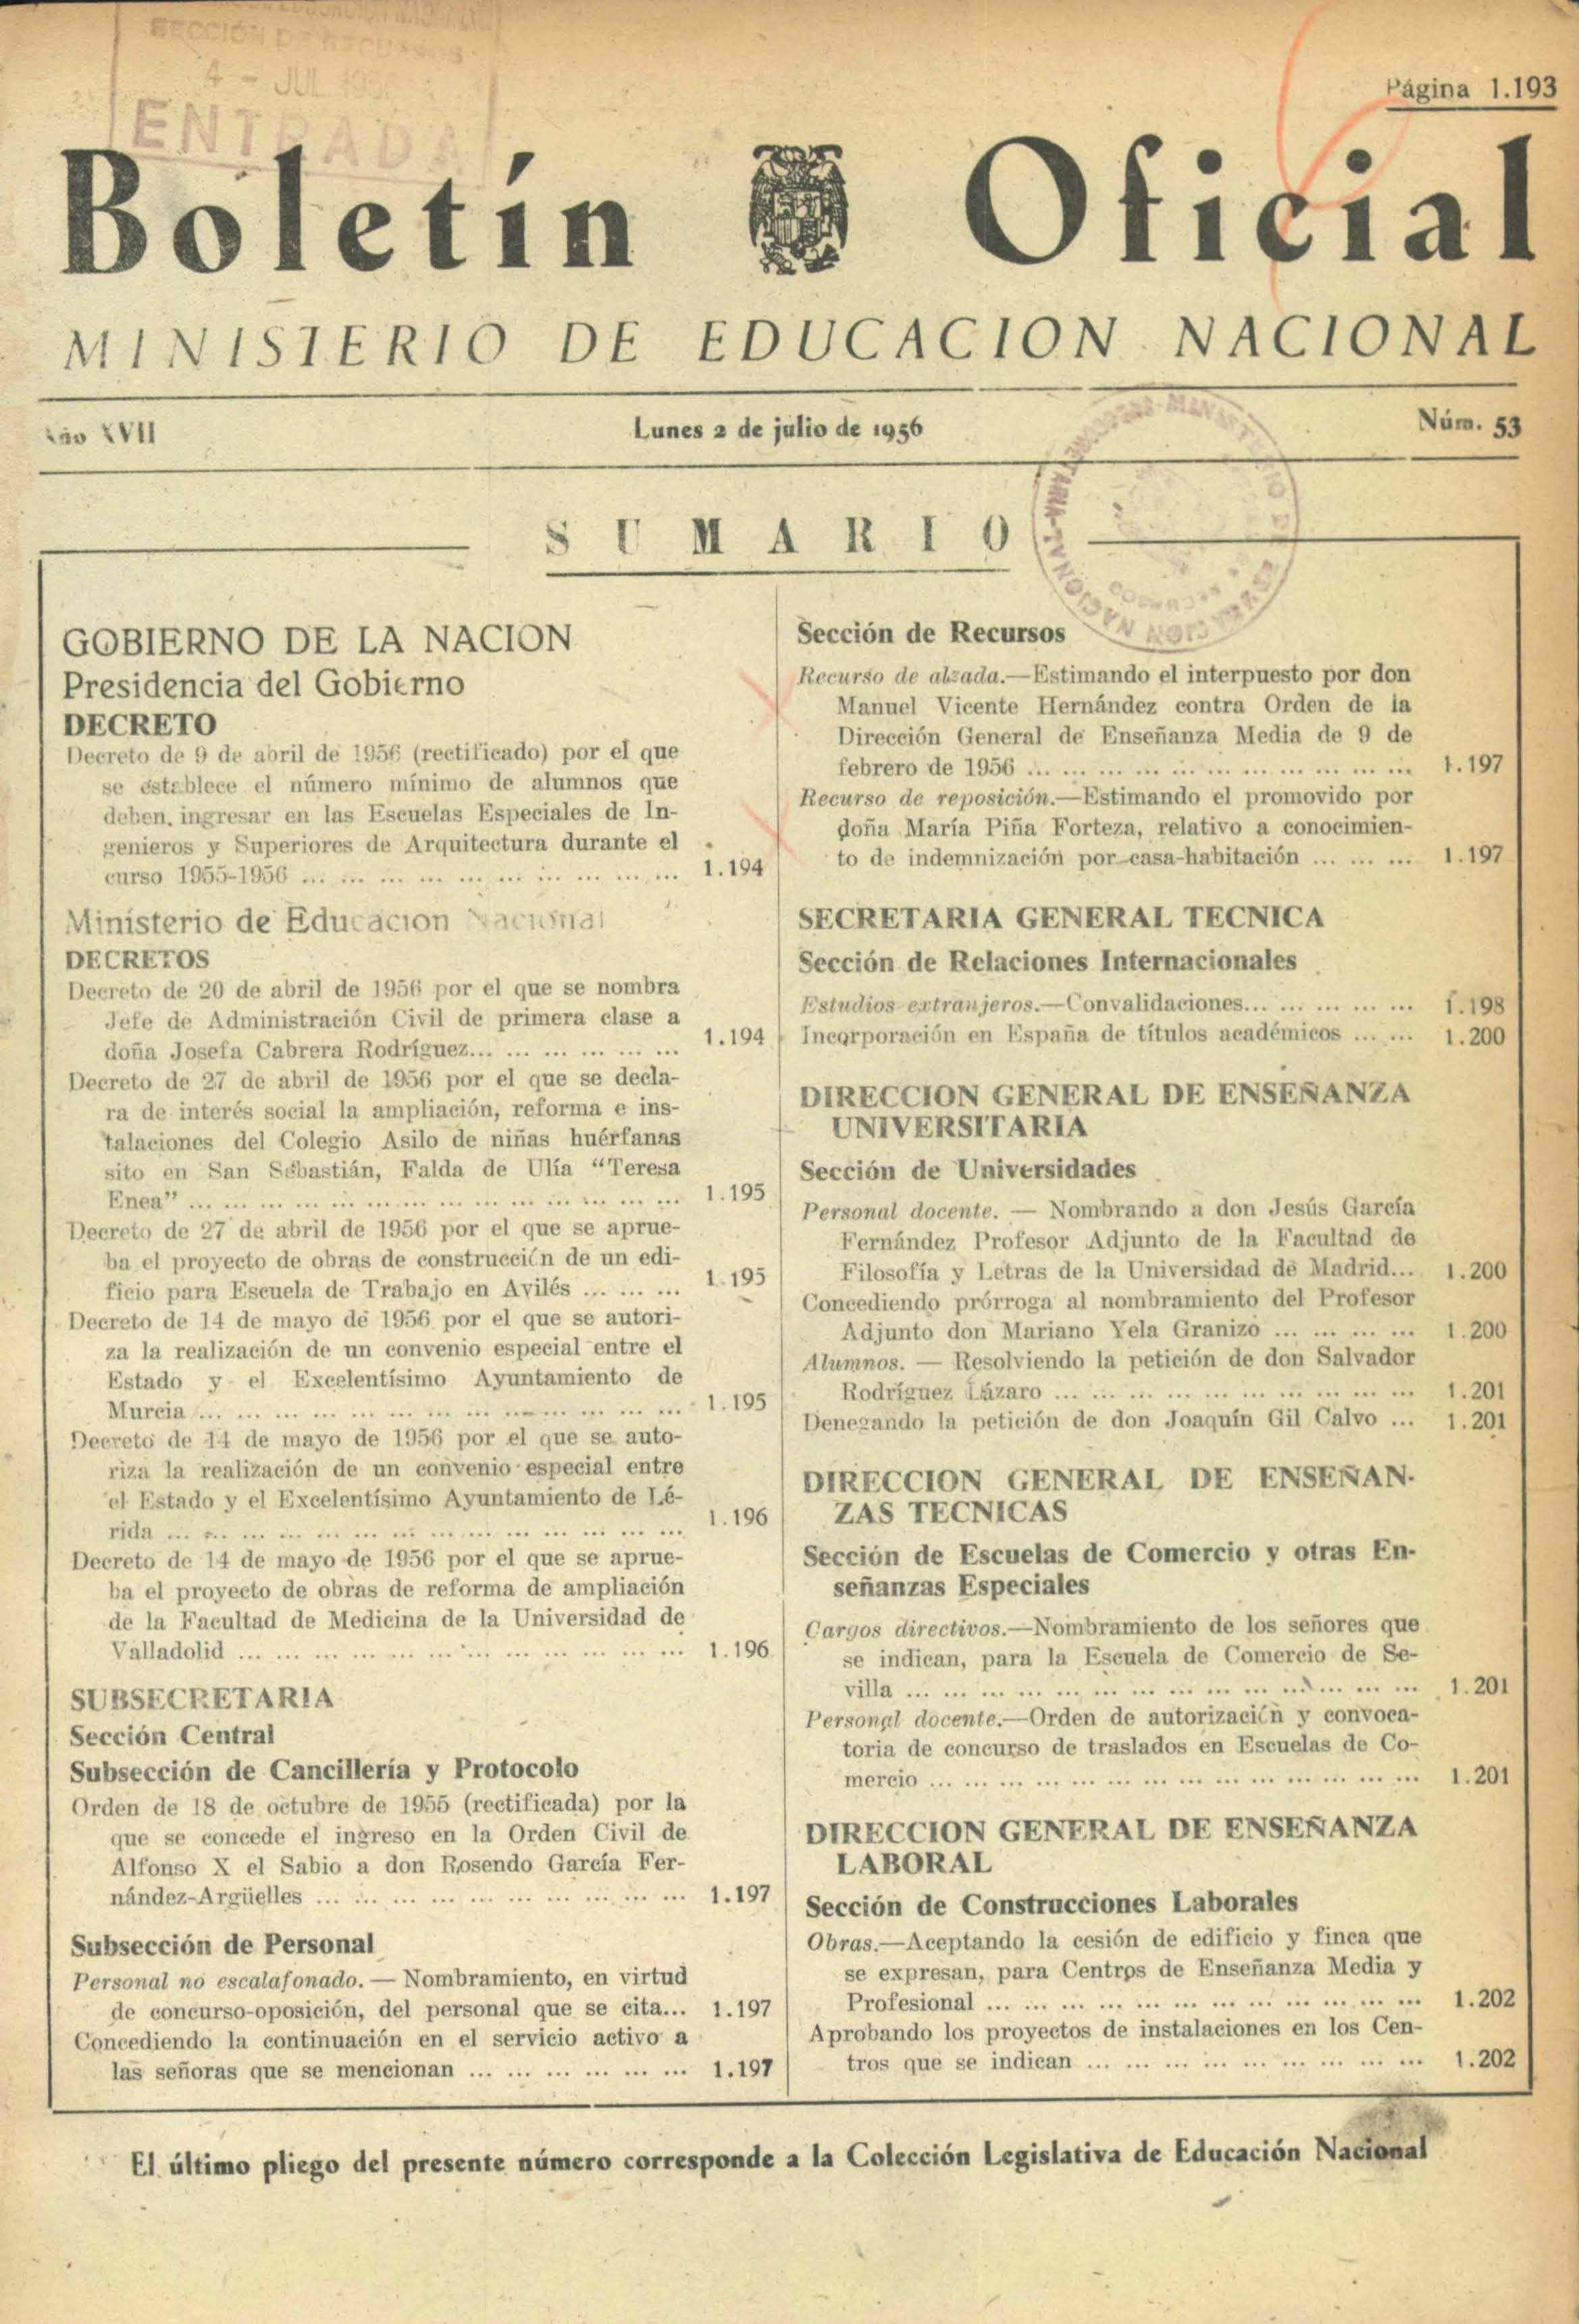 SECCION DE RECURSOS
4 - JUL 195
ENTRADA
Página 1.193
Boletín Oficial
MINISTERIO DE EDUCACION NACIONAL
Año XVII
Lunes 2 de julio de 1956
Núm. 53
SUMARIO
GOBIERNO DE LA NACION
Presidencia del Gobierno
DECRETO
Decreto de 9 de abril de 1956 (rectificado) por el que
se establece el número mínimo de alumnos que
deben ingresar en las Escuelas Especiales de In-
genieros y Superiores de Arquitectura durante el
curso 1955-1956 ... ... ... ... ... ... ... ... ... ... 1.194
Ministerio de Educacion Nacional
DECRETOS
Decreto de 20 de abril de 1956 por el que se nombra
Jefe de Administración Civil de primera clase a
doña Josefa Cabrera Rodríguez... ... ... ... ... ... 1.194
Decreto de 27 de abril de 1956 por el que se decla-
ra de interés social la ampliación, reforma e ins-
talaciones del Colegio Asilo de niñas huérfanas
sito en San Sebastián, Falda de Ulía "Teresa
Enea" ... ... ... ... ... ... ... ... ... ... ... ... ... 1.195
Decreto de 27 de abril de 1956 por el que se aprue-
ba el proyecto de obras de construcción de un edi-
ficio para Escuela de Trabajo en Avilés ... ... ... 1.195
Decreto de 14 de mayo de 1956 por el que se autori-
za la realización de un convenio especial entre el
Estado y el Excelentísimo Ayuntamiento de
Murcia ... ... ... ... ... ... ... ... ... ... ... ... ... 1.195
Decreto de 14 de mayo de 1956 por el que se auto-
riza la realización de un convenio especial entre
el Estado y el Excelentísimo Ayuntamiento de Lé-
rida ... ... ... ... ... ... ... ... ... ... ... ... ... ... 1.196
Decreto de 14 de mayo de 1956 por el que se aprue-
ba el proyecto de obras de reforma de ampliación
de la Facultad de Medicina de la Universidad de
Valladolid ... ... ... ... ... ... ... ... ... ... ... ... 1.196
SUBSECRETARIA
Sección Central
Subsección de Cancillería y Protocolo
Orden de 18 de octubre de 1955 (rectificada) por la
que se concede el ingreso en la Orden Civil de
Alfonso X el Sabio a don Rosendo García Fer-
nández-Argüelles ... ... ... ... ... ... ... ... ... ... 1.197
Subsección de Personal
Personal no escalafonado. — Nombramiento, en virtud
de concurso-oposición, del personal que se cita... 1.197
Concediendo la continuación en el servicio activo a
las señoras que se mencionan ... ... ... ... ... ... 1.197
Sección de Recursos
Recurso de alzada.—Estimando el interpuesto por don
Manuel Vicente Hernández contra Orden de la
Dirección General de Enseñanza Media de 9 de
febrero de 1956 ... ... ... ... ... ... ... ... ... ... ... 1.197
Recurso de reposición.—Estimando el promovido por
doña María Piña Forteza, relativo a conocimien-
to de indemnización por casa-habitación ... ... ... 1.197
SECRETARIA GENERAL TECNICA
Sección de Relaciones Internacionales
Estudios extranjeros.—Convalidaciones... ... ... ... ... 1.198
Incorporación en España de títulos académicos ... ... 1.200
DIRECCION GENERAL DE ENSEÑANZA
UNIVERSITARIA
Sección de Universidades
Personal docente. — Nombrando a don Jesús García
Fernández Profesor Adjunto de la Facultad de
Filosofía y Letras de la Universidad de Madrid... 1.200
Concediendo prórroga al nombramiento del Profesor
Adjunto don Mariano Yela Granizo ... ... ... ... 1.200
Alumnos. — Resolviendo la petición de don Salvador
Rodríguez Lázaro ... ... ... ... ... ... ... ... ... ... 1.201
Denegando la petición de don Joaquín Gil Calvo ... 1.201
DIRECCION GENERAL DE ENSEÑAN-
ZAS TECNICAS
Sección de Escuelas de Comercio y otras En-
señanzas Especiales
Cargos directivos.—Nombramiento de los señores que
se indican, para la Escuela de Comercio de Se-
villa ... ... ... ... ... ... ... ... ... ... ... ... ... ... 1.201
Personal docente.—Orden de autorización y convoca-
toria de concurso de traslados en Escuelas de Co-
mercio ... ... ... ... ... ... ... ... ... ... ... ... ... ... 1.201
DIRECCION GENERAL DE ENSEÑANZA
LABORAL
Sección de Construcciones Laborales
Obras.—Aceptando la cesión de edificio y finca que
se expresan, para Centros de Enseñanza Media y
Profesional ... ... ... ... ... ... ... ... ... ... ... ... 1.202
Aprobando los proyectos de instalaciones en los Cen-
tros que se indican ... ... ... ... ... ... ... ... ... 1.202
El último pliego del presente número corresponde a la Colección Legislativa de Educación Nacional